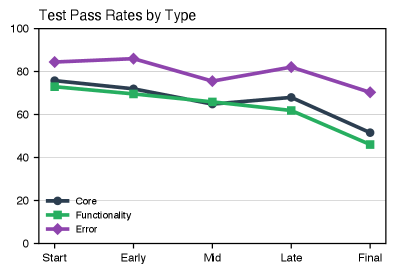 Test Pass Rates by Type
100
80
60
40
20
0
Core
Functionality
Error
Start Early Mid Late Final